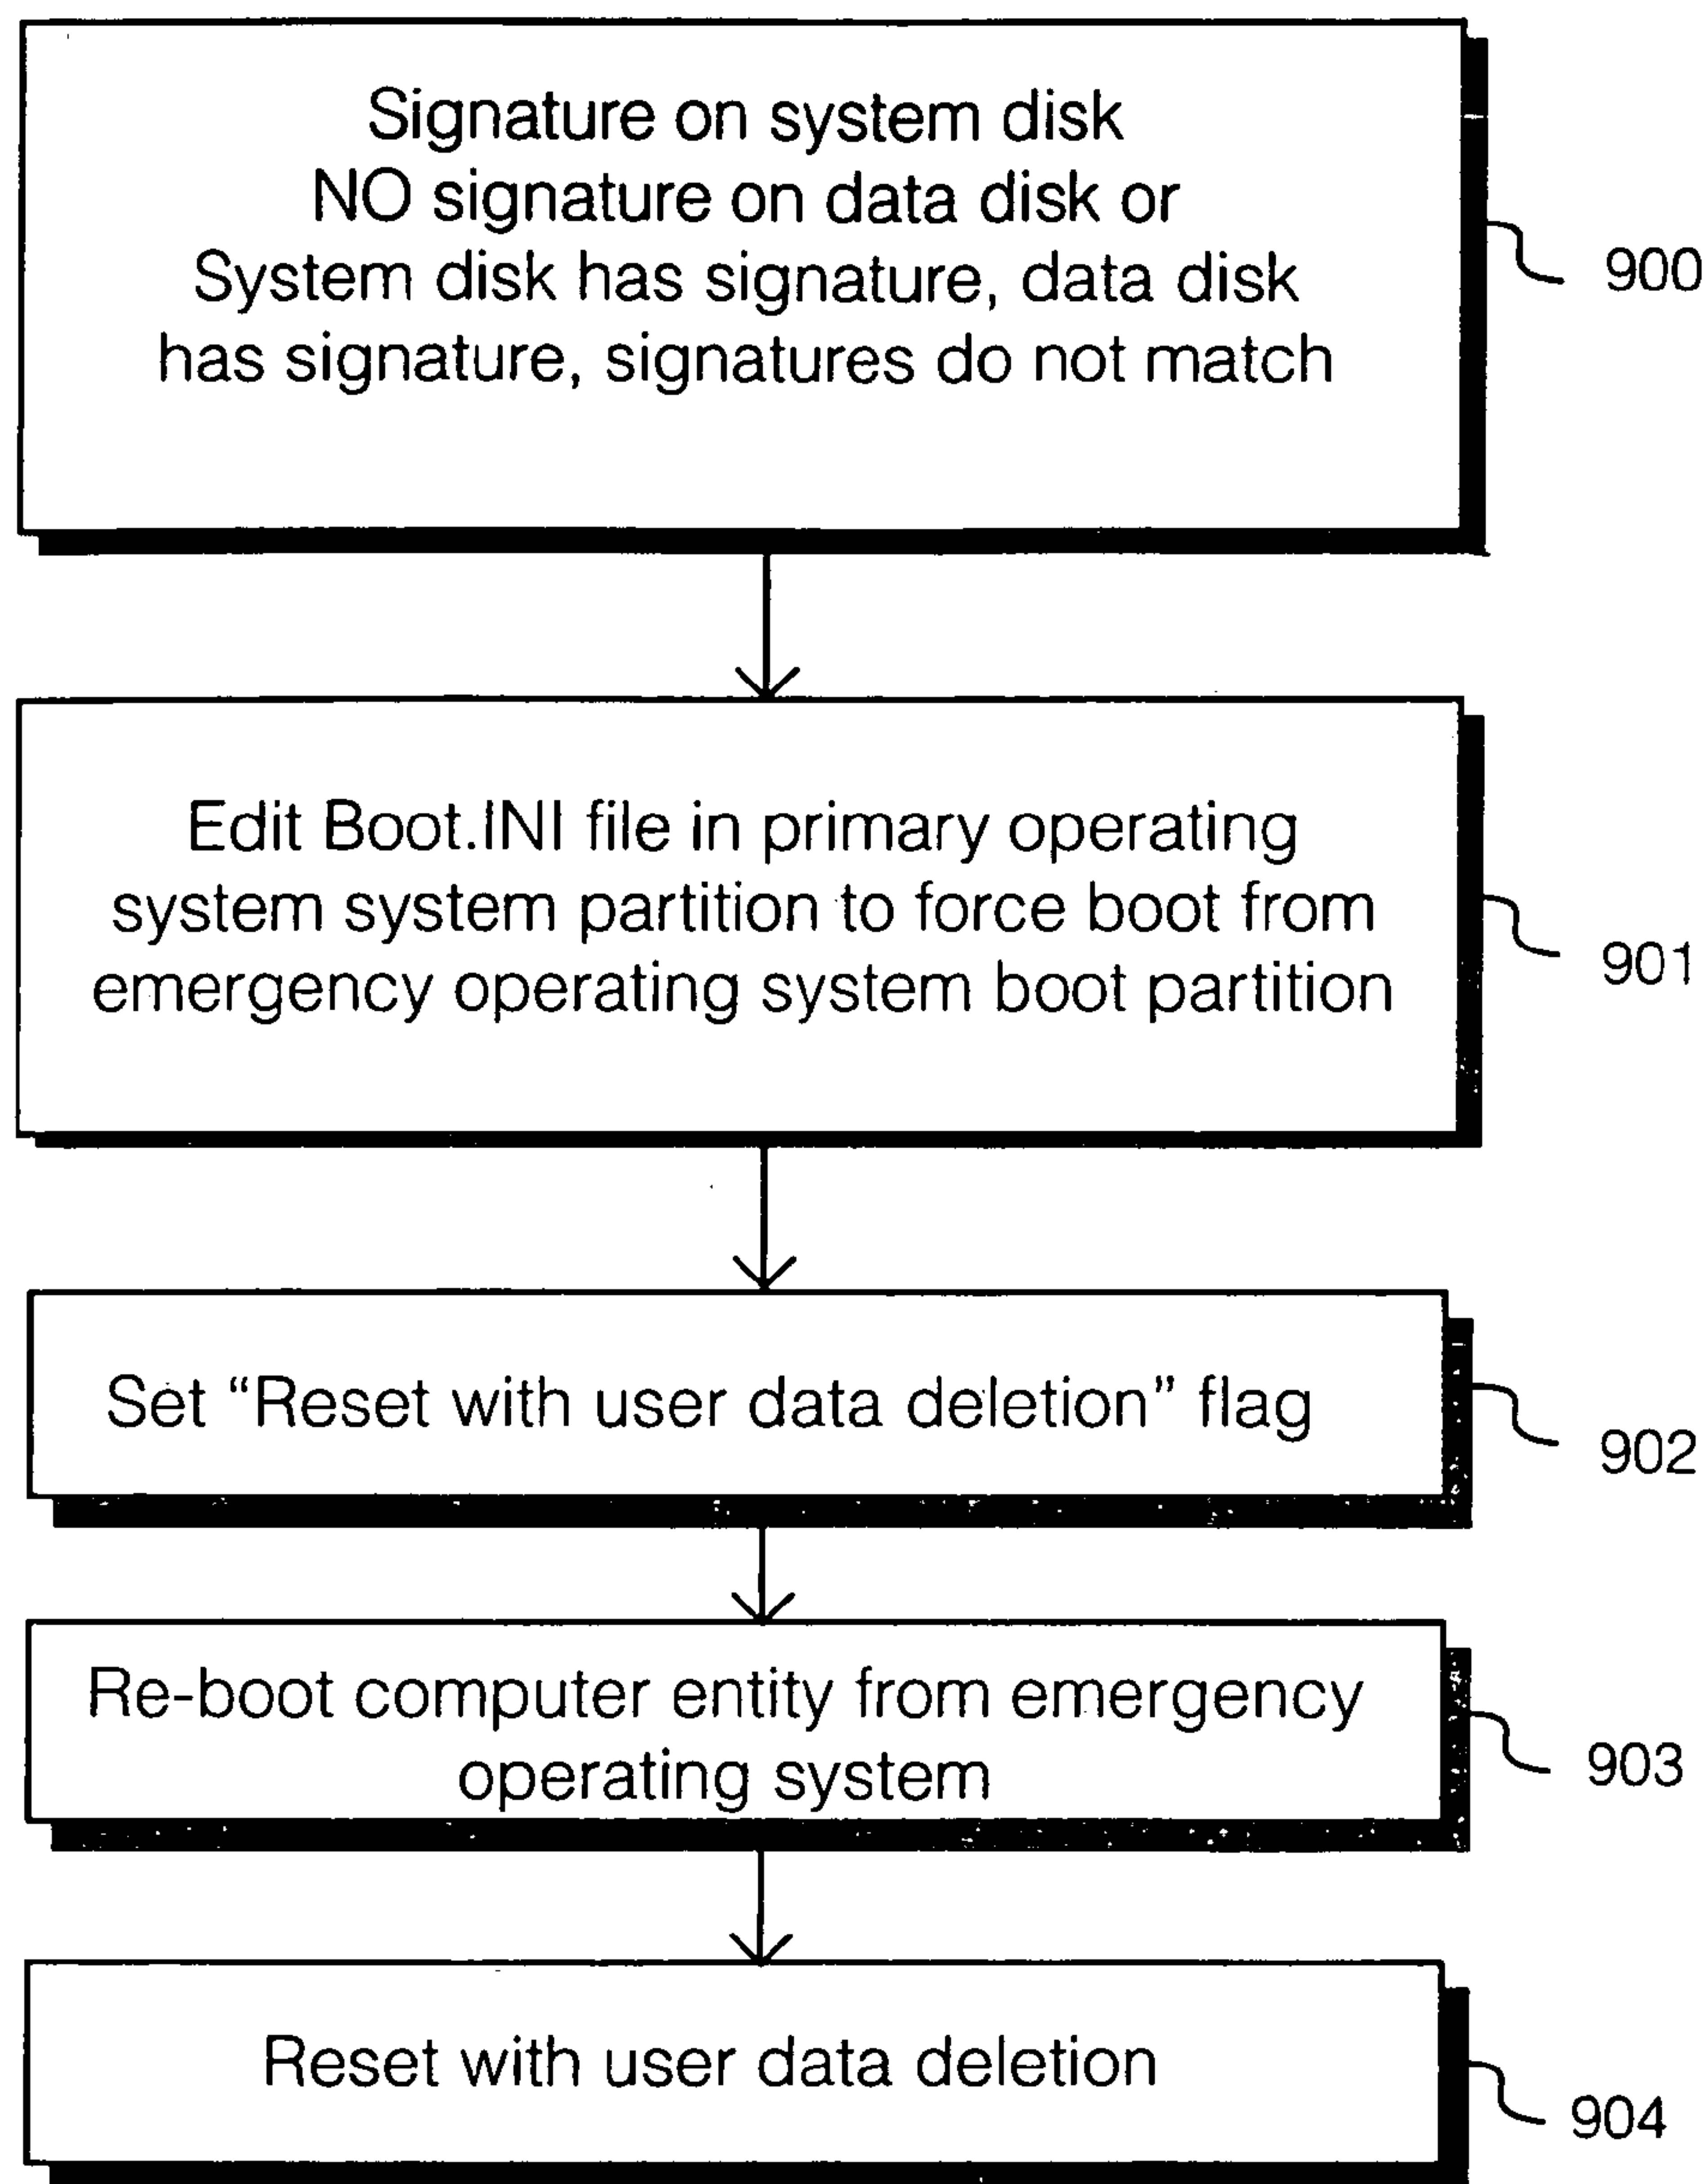 Signature on system disk
NO signature on data disk or
System disk has signature, data disk
has signature, signatures do not match
900
Edit Boot.INI file in primary operating
system system partition to force boot from
emergency operating system boot partition
901
Set “Reset with user data deletion” flag
902
Re-boot computer entity from emergency
operating system
903
Reset with user data deletion
904